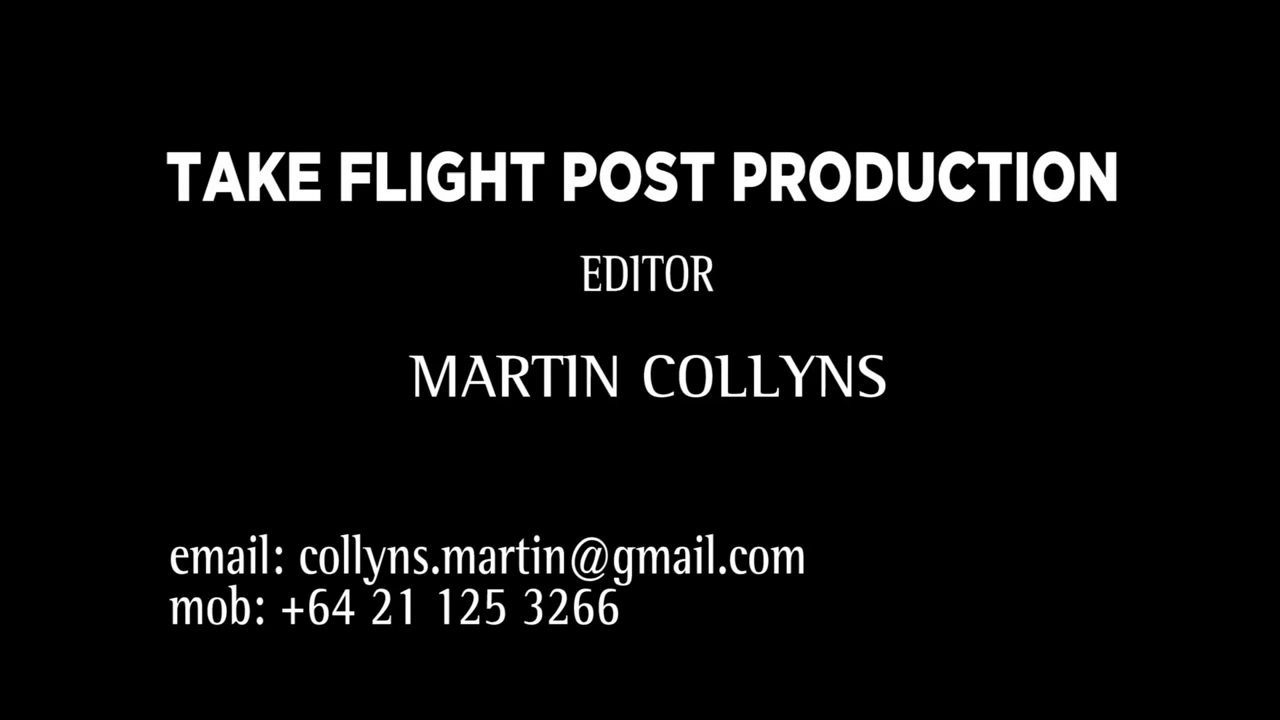 TAKE FLIGHT POST PRODUCTION
EDITOR
MARTIN COLLYNS
email: collyns.martin@gmail.com
mob: +64 21 125 3266